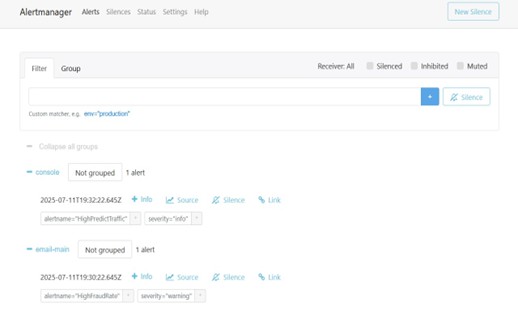 Alertmanager Alerts Silences Status Settings Help New Silence
Filter Group Receiver: All Silenced Inhibited Muted
+ Silence
Custom matcher, e.g. env="production"
Collapse all groups
console Not grouped 1 alert
2025-07-11T19:32:22.645Z + Info Source Silence Link
alertname="HighPredictTraffic" + severity="info" +
email-main Not grouped 1 alert
2025-07-11T19:30:22.645Z + Info Source Silence Link
alertname="HighFraudRate" + severity="warning" +